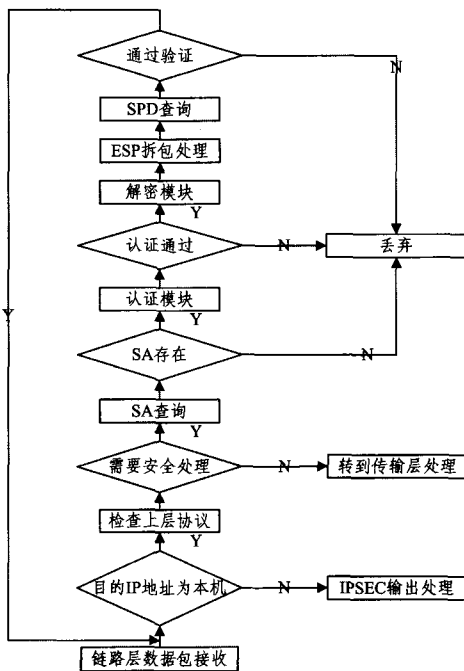 通过验证
N
SPD查询
ESP拆包处理
解密模块
Y
认证通过
N
丢弃
认证模块
Y
Y
SA存在
N
SA查询
Y
需要安全处理
N
转到传输层处理
检查上层协议
Y
目的IP地址为本机
N
IPSEC输出处理
链路层数据包接收